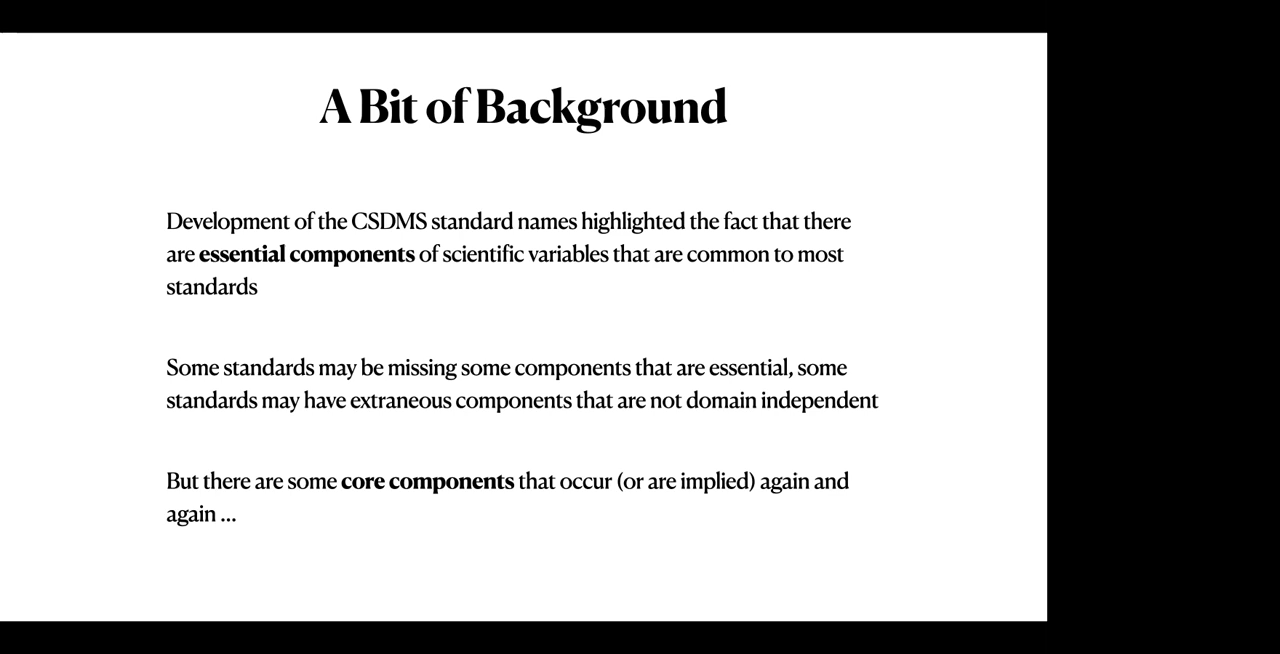 A Bit of Background
Development of the CSDMS standard names highlighted the fact that there
are essential components of scientific variables that are common to most
standards
Some standards may be missing some components that are essential, some
standards may have extraneous components that are not domain independent
But there are some core components that occur (or are implied) again and
again ...